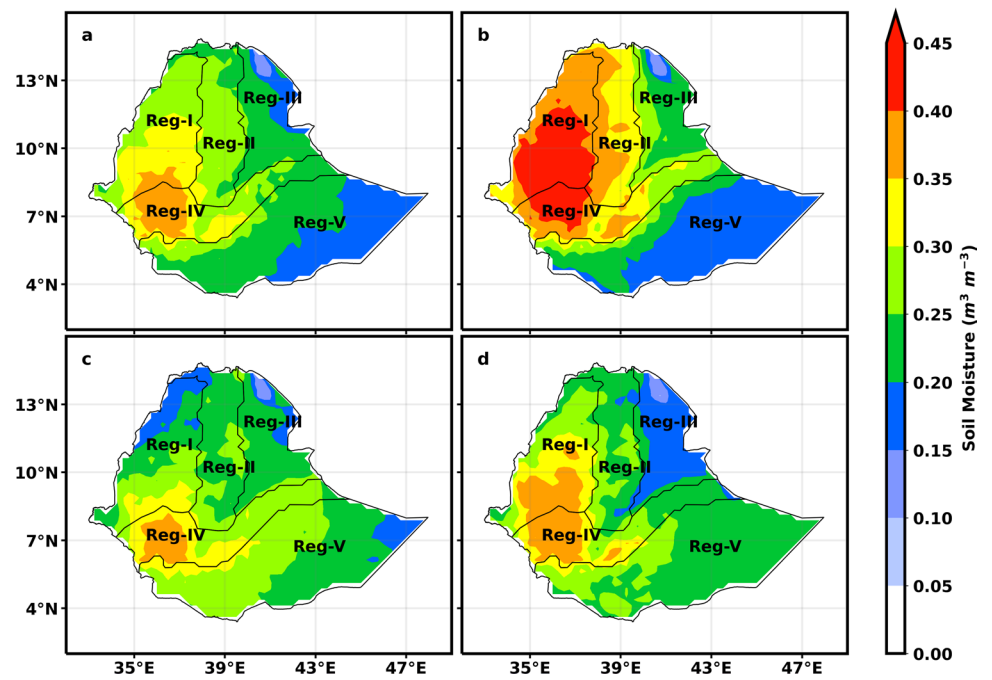 a
Reg-I
Reg-II
Reg-III
Reg-IV
Reg-V
13°N
10°N
7°N
4°N
b
Reg-I
Reg-II
Reg-III
Reg-IV
Reg-V
c
Reg-I
Reg-II
Reg-III
Reg-IV
Reg-V
13°N
10°N
7°N
4°N
35°E 39°E 43°E 47°E
d
Reg-I
Reg-II
Reg-III
Reg-IV
Reg-V
35°E 39°E 43°E 47°E
0.45
0.40
0.35
0.30
0.25
0.20
0.15
0.10
0.05
0.00
Soil Moisture (m³ m⁻³)